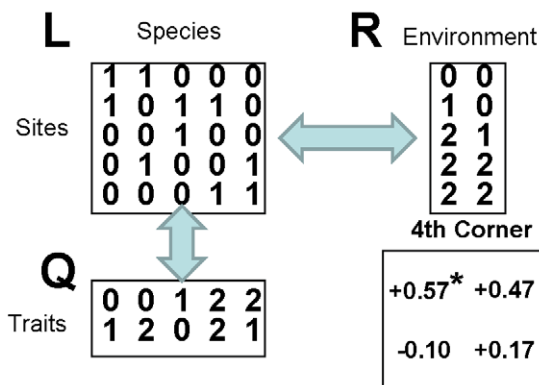 L Species
1 1 0 0 0
1 0 1 1 0
0 0 1 0 0
0 1 0 0 1
0 0 0 1 1
Sites
R Environment
0 0
1 0
2 1
2 2
2 2
4th Corner
+0.57* +0.47
-0.10 +0.17
Q
Traits
0 0 1 2 2
1 2 0 2 1